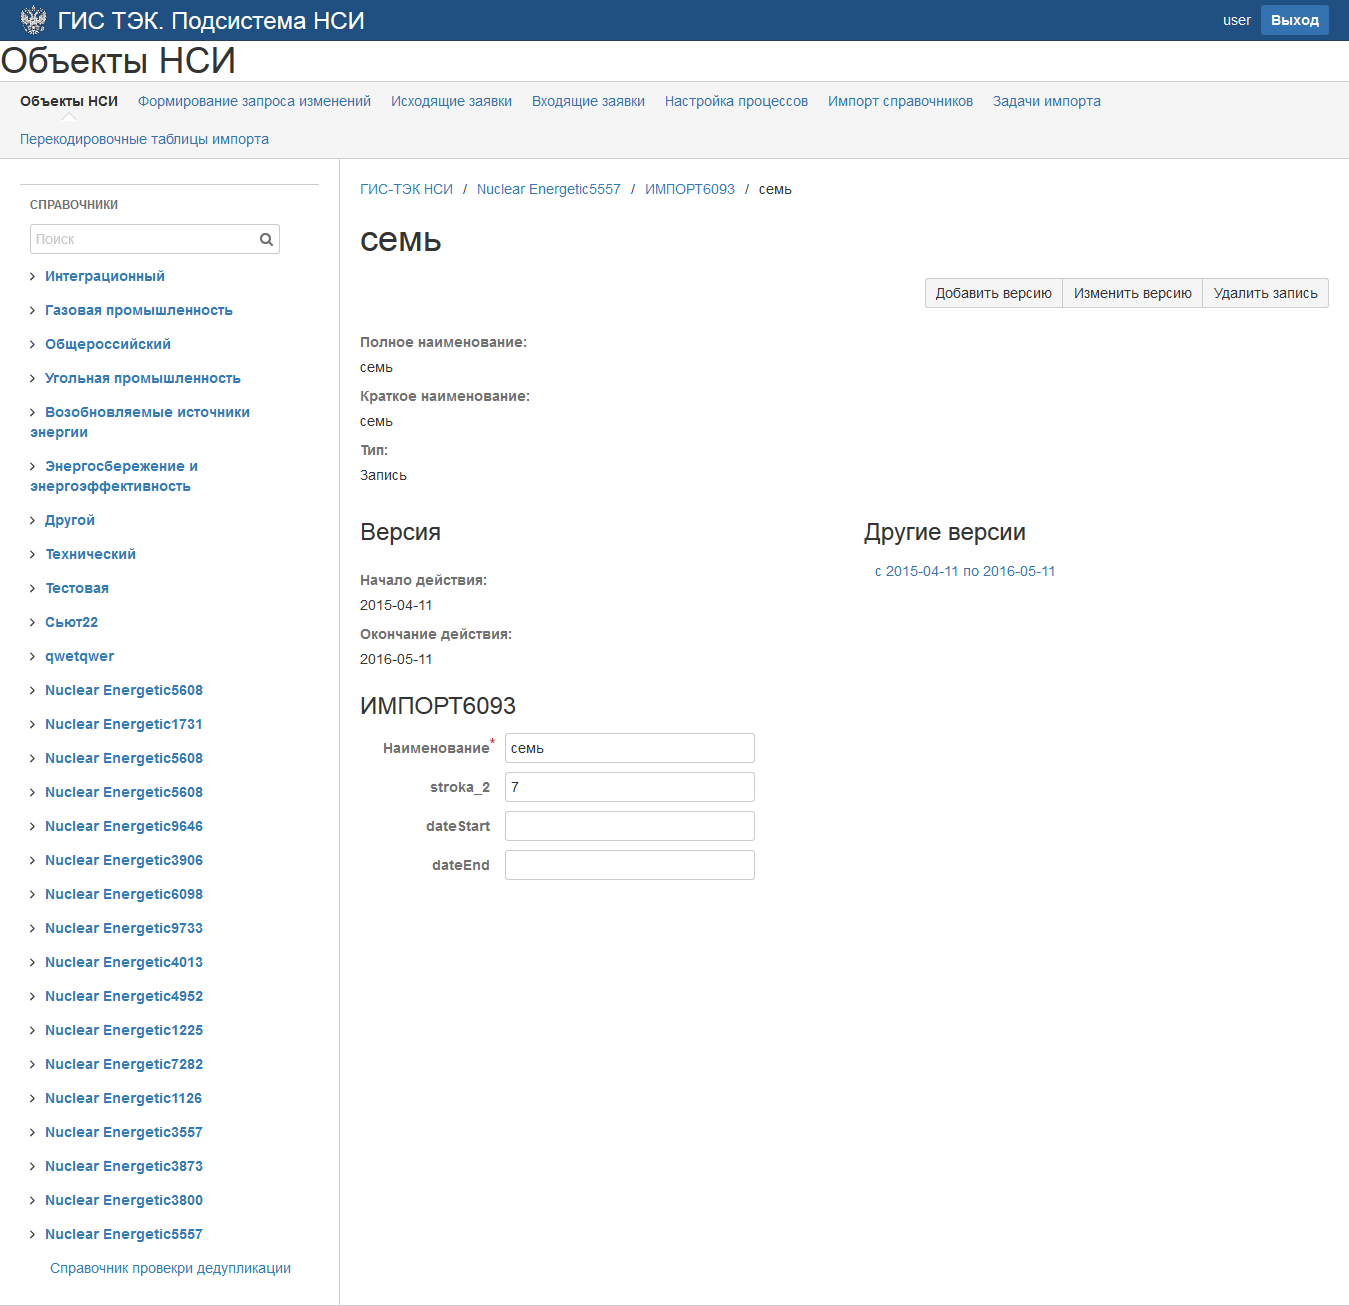 ГИС ТЭК. Подсистема НСИ
user
Выход
Объекты НСИ
Объекты НСИ Формирование запроса изменений Исходящие заявки Входящие заявки Настройка процессов Импорт справочников Задачи импорта
Перекодировочные таблицы импорта
СПРАВОЧНИКИ
Поиск
Интеграционный
Газовая промышленность
Общероссийский
Угольная промышленность
Возобновляемые источники
энергии
Энергосбережение и
энергоэффективность
Другой
Технический
Тестовая
Сьют22
qwetqwer
Nuclear Energetic5608
Nuclear Energetic1731
Nuclear Energetic5608
Nuclear Energetic5608
Nuclear Energetic9646
Nuclear Energetic3906
Nuclear Energetic6098
Nuclear Energetic9733
Nuclear Energetic4013
Nuclear Energetic4952
Nuclear Energetic1225
Nuclear Energetic7282
Nuclear Energetic1126
Nuclear Energetic3557
Nuclear Energetic3873
Nuclear Energetic3800
Nuclear Energetic5557
Справочник провекри дедупликации
ГИС-ТЭК НСИ / Nuclear Energetic5557 / ИМПОРТ6093 / семь
семь
Добавить версию Изменить версию Удалить запись
Полное наименование:
семь
Краткое наименование:
семь
Тип:
Запись
Версия
Начало действия:
2015-04-11
Окончание действия:
2016-05-11
Другие версии
с 2015-04-11 по 2016-05-11
ИМПОРТ6093
Наименование* семь
stroka_2 7
dateStart
dateEnd